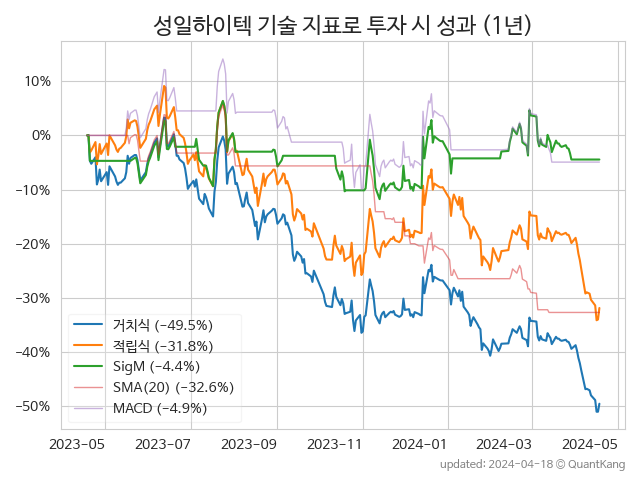 성일하이텍 기술 지표로 투자 시 성과 (1년)
10%
0%
−10%
−20%
−30%
−40%
−50%
거치식 (−49.5%)
적립식 (−31.8%)
SigM (−4.4%)
SMA(20) (−32.6%)
MACD (−4.9%)
2023−05
2023−07
2023−09
2023−11
2024−01
2024−03
2024−05
updated: 2024−04−18 ⓒ QuantKang